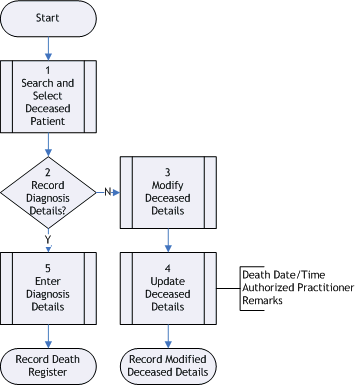 Start
1
Search and
Select
Deceased
Patient
2
Record
Diagnosis
Details?
N
3
Modify
Deceased
Details
Y
5
Enter
Diagnosis
Details
4
Update
Deceased
Details
Death Date/Time
Authorized Practitioner
Remarks
Record Death
Register
Record Modified
Deceased Details